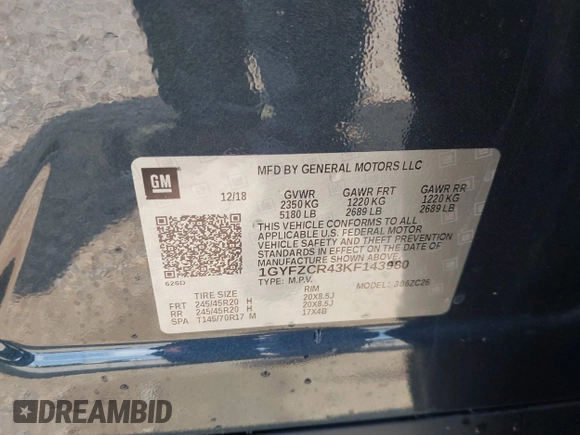 GM
MFD BY GENERAL MOTORS LLC
12/18 GVWR GAWR FRT GAWR RR
2350 KG 1220 KG 1220 KG
5180 LB 2689 LB 2689 LB
THIS VEHICLE CONFORMS TO ALL
APPLICABLE U.S. FEDERAL MOTOR
VEHICLE SAFETY AND THEFT PREVENTION
STANDARDS IN EFFECT ON THE DATE OF
MANUFACTURE SHOWN ABOVE.
1GYFZCR43KF143980
626D
TYPE: M.P.V. MODEL: 306ZC26
TIRE SIZE RIM
FRT 245/45R20 H 20X8.5J
RR 245/45R20 H 20X8.5J
SPA T145/70R17 M 17X4B
DREAMBID